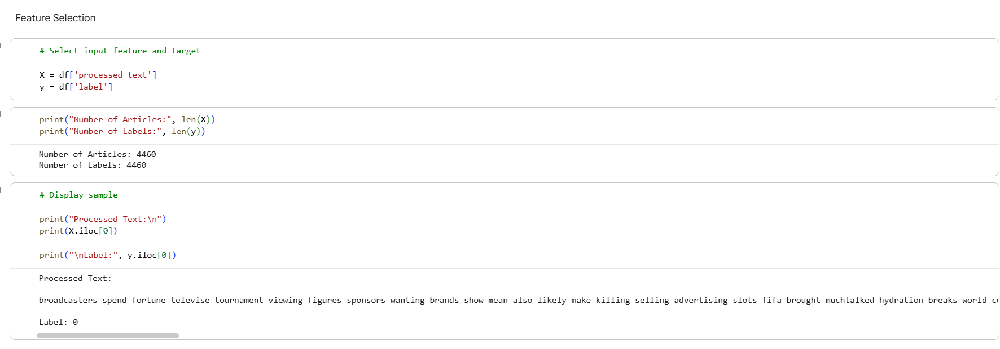 Feature Selection
# Select input feature and target
X = df['processed_text']
y = df['label']
print("Number of Articles:", len(X))
print("Number of Labels:", len(y))
Number of Articles: 4460
Number of Labels: 4460
# Display sample
print("Processed Text:\n")
print(X.iloc[0])
print("\nLabel:", y.iloc[0])
Processed Text:
broadcasters spend fortune televise tournament viewing figures sponsors wanting brands show mean also likely make killing selling advertising slots fifa brought muchtalked hydration breaks world
Label: 0